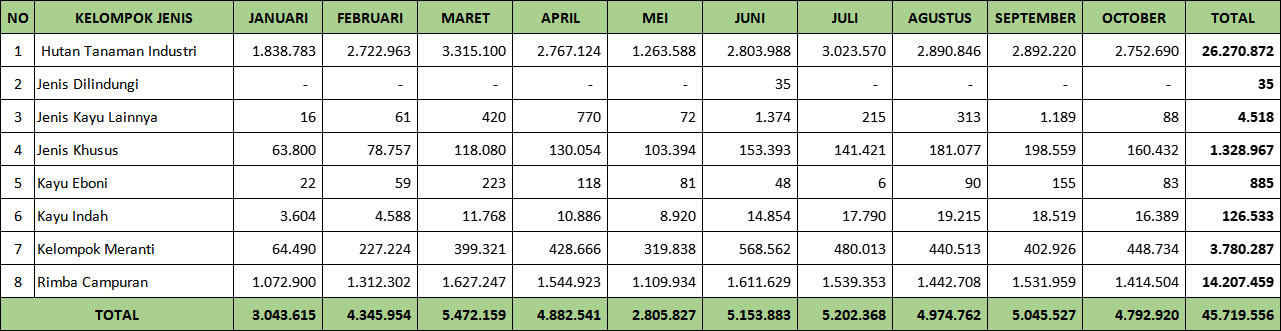 NO KELOMPOK JENIS JANUARI FEBRUARI MARET APRIL MEI JUNI JULI AGUSTUS SEPTEMBER OCTOBER TOTAL
1 Hutan Tanaman Industri 1.838.783 2.722.963 3.315.100 2.767.124 1.263.588 2.803.988 3.023.570 2.890.846 2.892.220 2.752.690 26.270.872
2 Jenis Dilindungi - - - - - 35 - - - - 35
3 Jenis Kayu Lainnya 16 61 420 770 72 1.374 215 313 1.189 88 4.518
4 Jenis Khusus 63.800 78.757 118.080 130.054 103.394 153.393 141.421 181.077 198.559 160.432 1.328.967
5 Kayu Eboni 22 59 223 118 81 48 6 90 155 83 885
6 Kayu Indah 3.604 4.588 11.768 10.886 8.920 14.854 17.790 19.215 18.519 16.389 126.533
7 Kelompok Meranti 64.490 227.224 399.321 428.666 319.838 568.562 480.013 440.513 402.926 448.734 3.780.287
8 Rimba Campuran 1.072.900 1.312.302 1.627.247 1.544.923 1.109.934 1.611.629 1.539.353 1.442.708 1.531.959 1.414.504 14.207.459
TOTAL 3.043.615 4.345.954 5.472.159 4.882.541 2.805.827 5.153.883 5.202.368 4.974.762 5.045.527 4.792.920 45.719.556